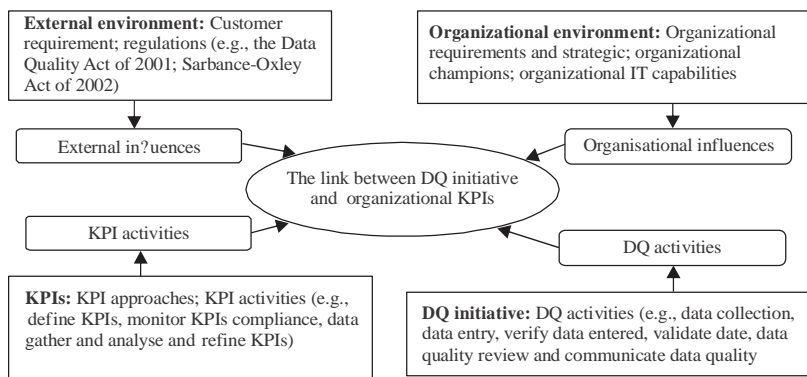 External environment: Customer
requirement; regulations (e.g., the Data
Quality Act of 2001; Sarbance-Oxley
Act of 2002)
Organizational environment: Organizational
requirements and strategic; organizational
champions; organizational IT capabilities
External in?uences
Organisational influences
The link between DQ initiative
and organizational KPIs
KPI activities
DQ activities
KPIs: KPI approaches; KPI activities (e.g.,
define KPIs, monitor KPIs compliance, data
gather and analyse and refine KPIs)
DQ initiative: DQ activities (e.g., data collection,
data entry, verify data entered, validate date, data
quality review and communicate data quality